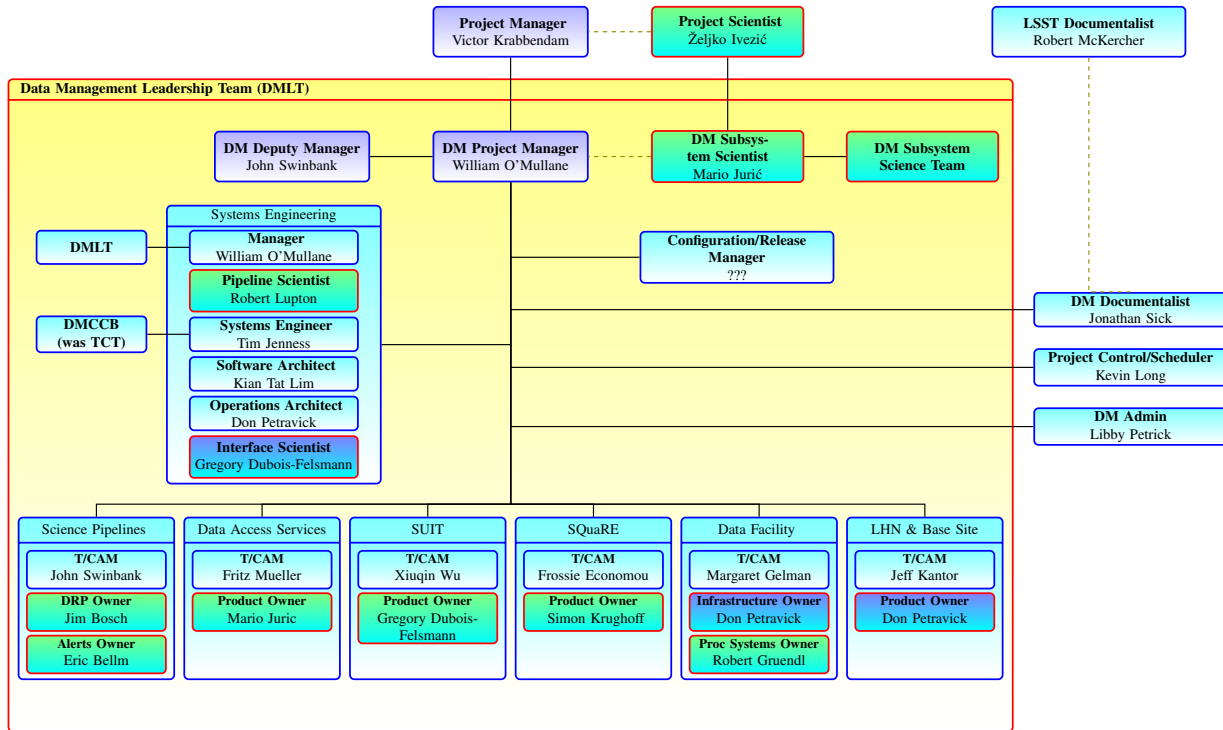 Project Manager
Victor Krabbendam
Project Scientist
Željko Ivezić
LSST Documentalist
Robert McKercher
Data Management Leadership Team (DMLT)
DM Deputy Manager
John Swinbank
DM Project Manager
William O'Mullane
DM Subsys-
tem Scientist
Mario Jurić
DM Subsystem
Science Team
Systems Engineering
DMLT
Manager
William O'Mullane
Pipeline Scientist
Robert Lupton
DMCCB
(was TCT)
Systems Engineer
Tim Jenness
Software Architect
Kian Tat Lim
Operations Architect
Don Petravick
Interface Scientist
Gregory Dubois-Felsmann
Configuration/Release
Manager
???
DM Documentalist
Jonathan Sick
Project Control/Scheduler
Kevin Long
DM Admin
Libby Petrick
Science Pipelines
T/CAM
John Swinbank
DRP Owner
Jim Bosch
Alerts Owner
Eric Bellm
Data Access Services
T/CAM
Fritz Mueller
Product Owner
Mario Juric
SUIT
T/CAM
Xiuqin Wu
Product Owner
Gregory Dubois-
Felsmann
SQuaRE
T/CAM
Frossie Economou
Product Owner
Simon Krughoff
Data Facility
T/CAM
Margaret Gelman
Infrastructure Owner
Don Petravick
Proc Systems Owner
Robert Gruendl
LHN & Base Site
T/CAM
Jeff Kantor
Product Owner
Don Petravick